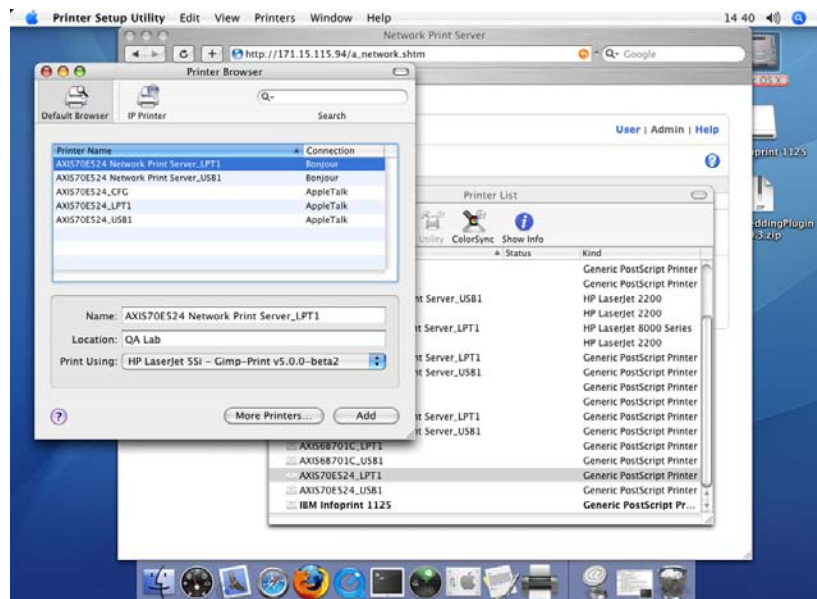 Printer Setup Utility Edit View Printers Window Help 14 40
Network Print Server
http://171.15.115.94/a_network.shtm
Google
Printer Browser
Default Browser IP Printer Search
Printer Name Connection
AXIS70E524 Network Print Server_LPT1 Bonjour
AXIS70E524 Network Print Server_USB1 Bonjour
AXIS70E524_CFG AppleTalk
AXIS70E524_LPT1 AppleTalk
AXIS70E524_USB1 AppleTalk
Name: AXIS70E524 Network Print Server_LPT1
Location: QA Lab
Print Using: HP LaserJet 5Si - Gimp-Print v5.0.0-beta2
More Printers... Add
User | Admin | Help
OS X
print 1125
ddingPlugin
.3.zip
Printer List
Utility ColorSync Show Info
Status Kind
Generic PostScript Printer
Generic PostScript Printer
nt Server_USB1 HP LaserJet 2200
HP LaserJet 2200
nt Server_LPT1 HP LaserJet 8000 Series
HP LaserJet 2200
nt Server_LPT1 Generic PostScript Printer
nt Server_USB1 Generic PostScript Printer
Generic PostScript Printer
Generic PostScript Printer
nt Server_LPT1 Generic PostScript Printer
nt Server_USB1 Generic PostScript Printer
AXIS68701C_LPT1 Generic PostScript Printer
AXIS68701C_USB1 Generic PostScript Printer
AXIS70E524_LPT1 Generic PostScript Printer
AXIS70E524_USB1 Generic PostScript Printer
IBM Infoprint 1125 Generic PostScript Pr...